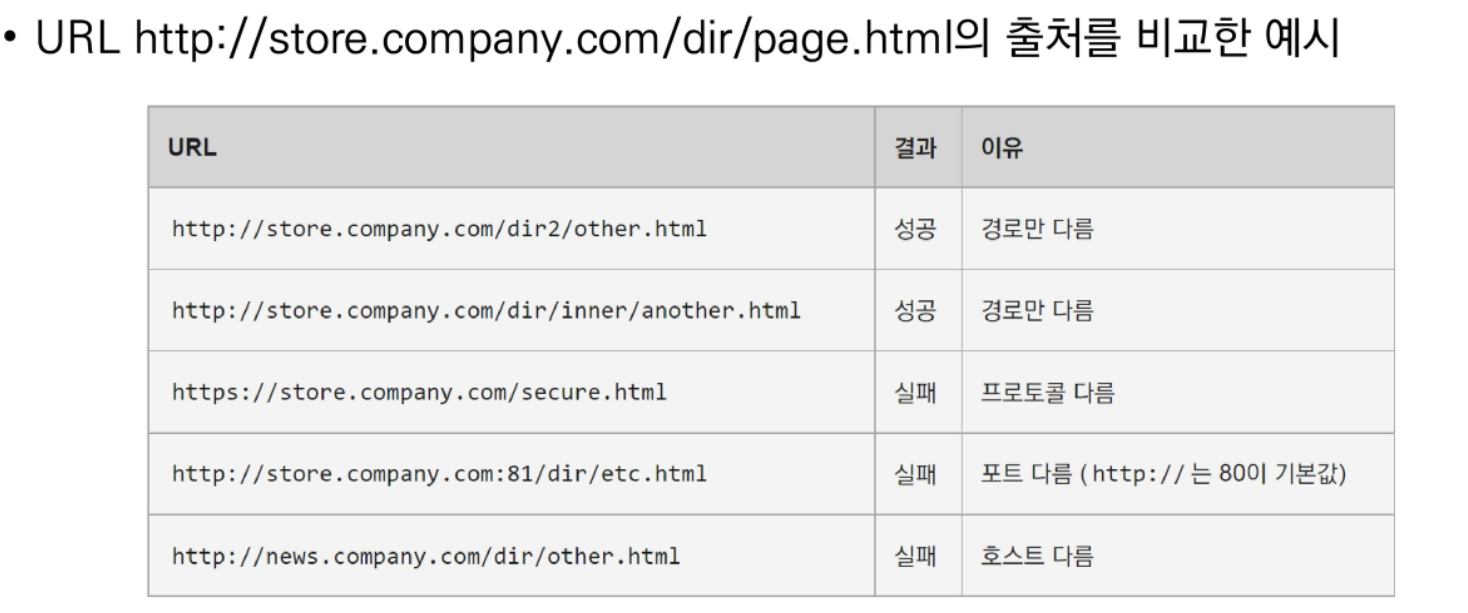 • URL http://store.company.com/dir/page.html의 출처를 비교한 예시
URL 결과 이유
http://store.company.com/dir2/other.html 성공 경로만 다름
http://store.company.com/dir/inner/another.html 성공 경로만 다름
https://store.company.com/secure.html 실패 프로토콜 다름
http://store.company.com:81/dir/etc.html 실패 포트 다름 (http://는 80이 기본값)
http://news.company.com/dir/other.html 실패 호스트 다름